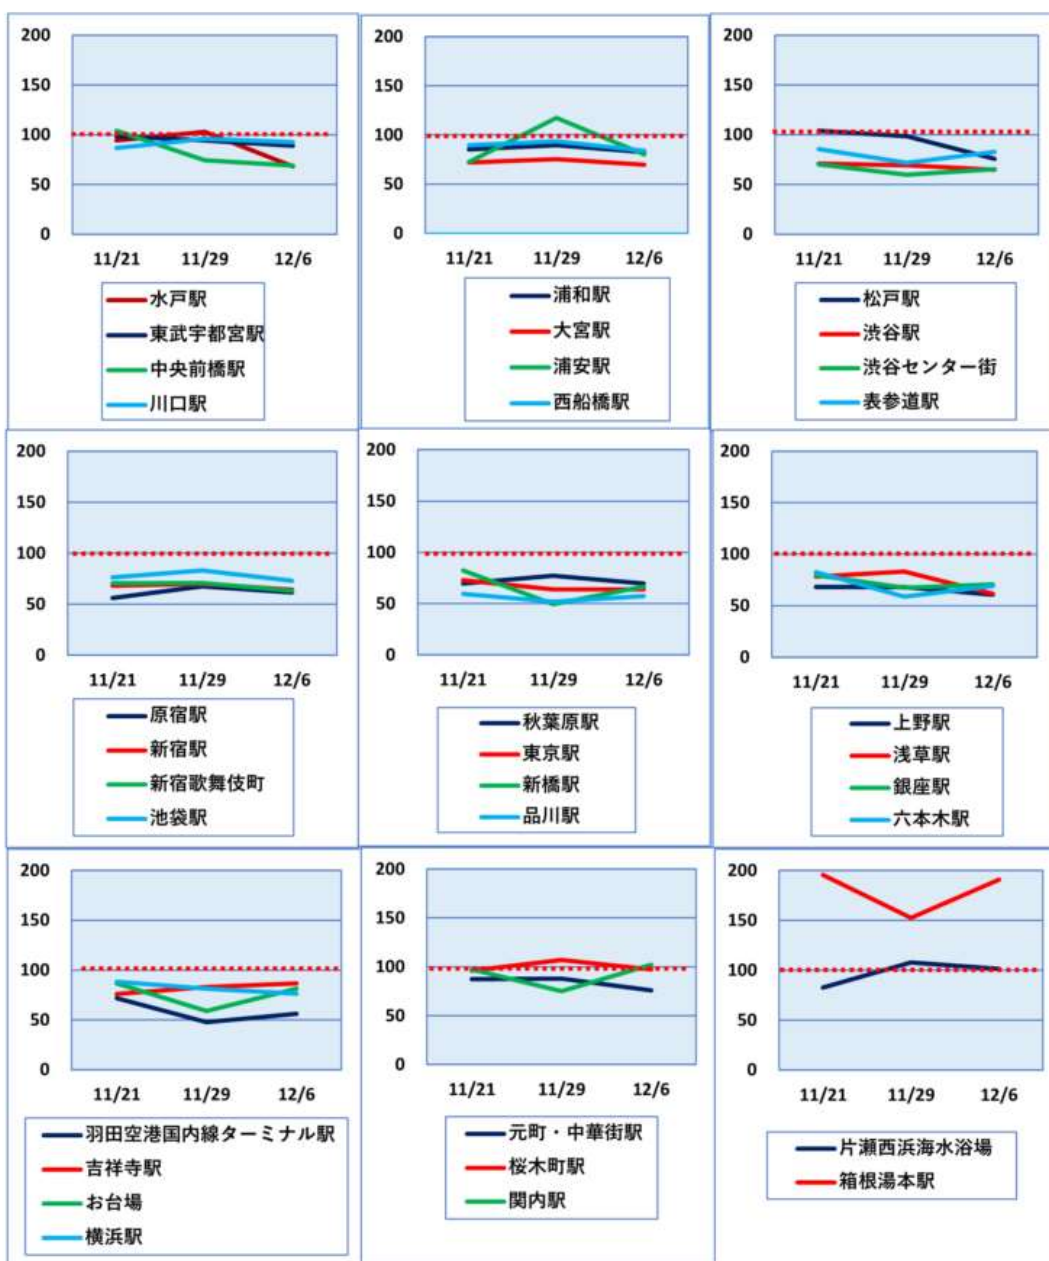 200
150
100
50
0
11/21 11/29 12/6
水戸駅
東武宇都宮駅
中央前橋駅
川口駅
200
150
100
50
0
11/21 11/29 12/6
浦和駅
大宮駅
浦安駅
西船橋駅
200
150
100
50
0
11/21 11/29 12/6
松戸駅
渋谷駅
渋谷センター街
表参道駅
200
150
100
50
0
11/21 11/29 12/6
原宿駅
新宿駅
新宿歌舞伎町
池袋駅
200
150
100
50
0
11/21 11/29 12/6
秋葉原駅
東京駅
新橋駅
品川駅
200
150
100
50
0
11/21 11/29 12/6
上野駅
浅草駅
銀座駅
六本木駅
200
150
100
50
0
11/21 11/29 12/6
羽田空港国内線ターミナル駅
吉祥寺駅
お台場
横浜駅
200
150
100
50
0
11/21 11/29 12/6
元町・中華街駅
桜木町駅
関内駅
200
150
100
50
0
11/21 11/29 12/6
片瀬西浜海水浴場
箱根湯本駅